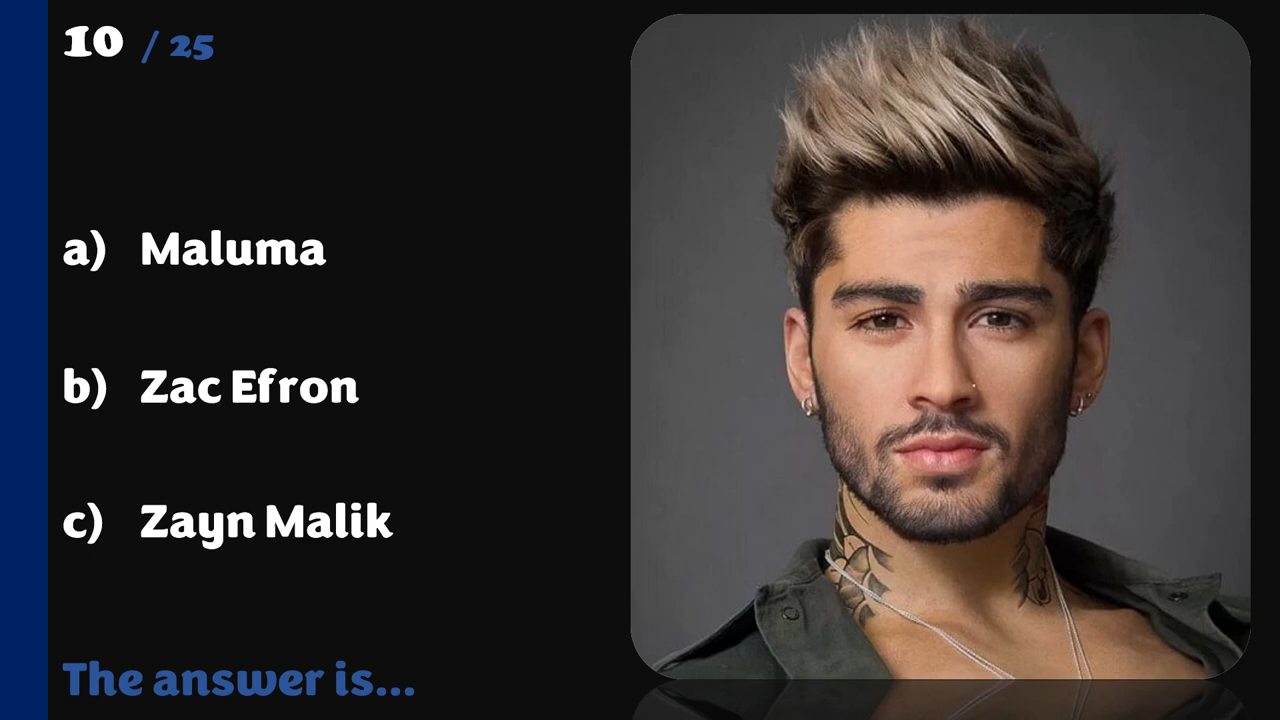 10 / 25
a) Maluma
b) Zac Efron
c) Zayn Malik
The answer is...